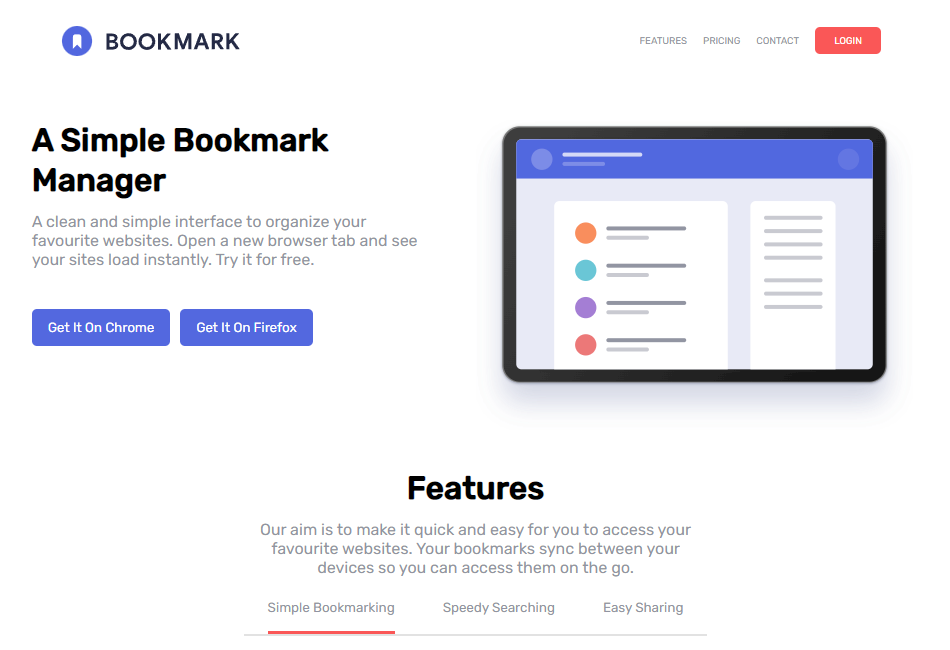 BOOKMARK
FEATURES PRICING CONTACT LOGIN
A Simple Bookmark
Manager
A clean and simple interface to organize your
favourite websites. Open a new browser tab and see
your sites load instantly. Try it for free.
Get It On Chrome Get It On Firefox
Features
Our aim is to make it quick and easy for you to access your
favourite websites. Your bookmarks sync between your
devices so you can access them on the go.
Simple Bookmarking Speedy Searching Easy Sharing